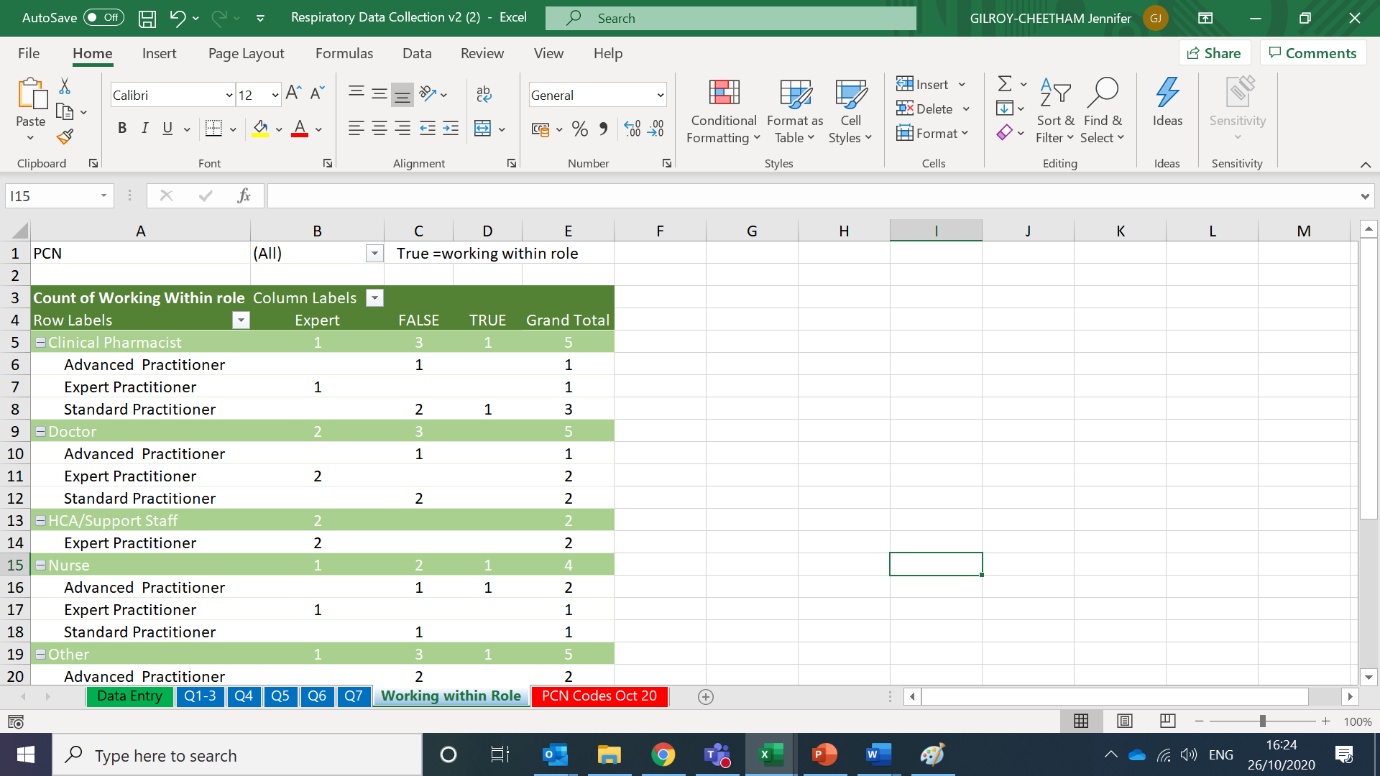 AutoSave Off Respiratory Data Collection v2 (2) - Excel Search GILROY-CHEETHAM Jennifer GJ
File Home Insert Page Layout Formulas Data Review View Help Share Comments
Paste Calibri 12 General Conditional Formatting Format as Table Cell Styles Insert Delete Format Sort & Filter Find & Select Ideas Sensitivity
Clipboard Font Alignment Number Styles Cells Editing Ideas Sensitivity
I15 fx
A B C D E F G H I J K L M
1 PCN (All) True =working within role
2
3 Count of Working Within role Column Labels
4 Row Labels Expert FALSE TRUE Grand Total
5 Clinical Pharmacist 1 3 1 5
6 Advanced Practitioner 1 1
7 Expert Practitioner 1 1
8 Standard Practitioner 2 1 3
9 Doctor 2 3 5
10 Advanced Practitioner 1 1
11 Expert Practitioner 2 2
12 Standard Practitioner 2 2
13 HCA/Support Staff 2 2
14 Expert Practitioner 2 2
15 Nurse 1 2 1 4
16 Advanced Practitioner 1 1 2
17 Expert Practitioner 1 1
18 Standard Practitioner 1 1
19 Other 1 3 1 5
20 Advanced Practitioner 2 2
Data Entry Q1-3 Q4 Q5 Q6 Q7 Working within Role PCN Codes Oct 20
100%
Type here to search ENG 16:24
26/10/2020